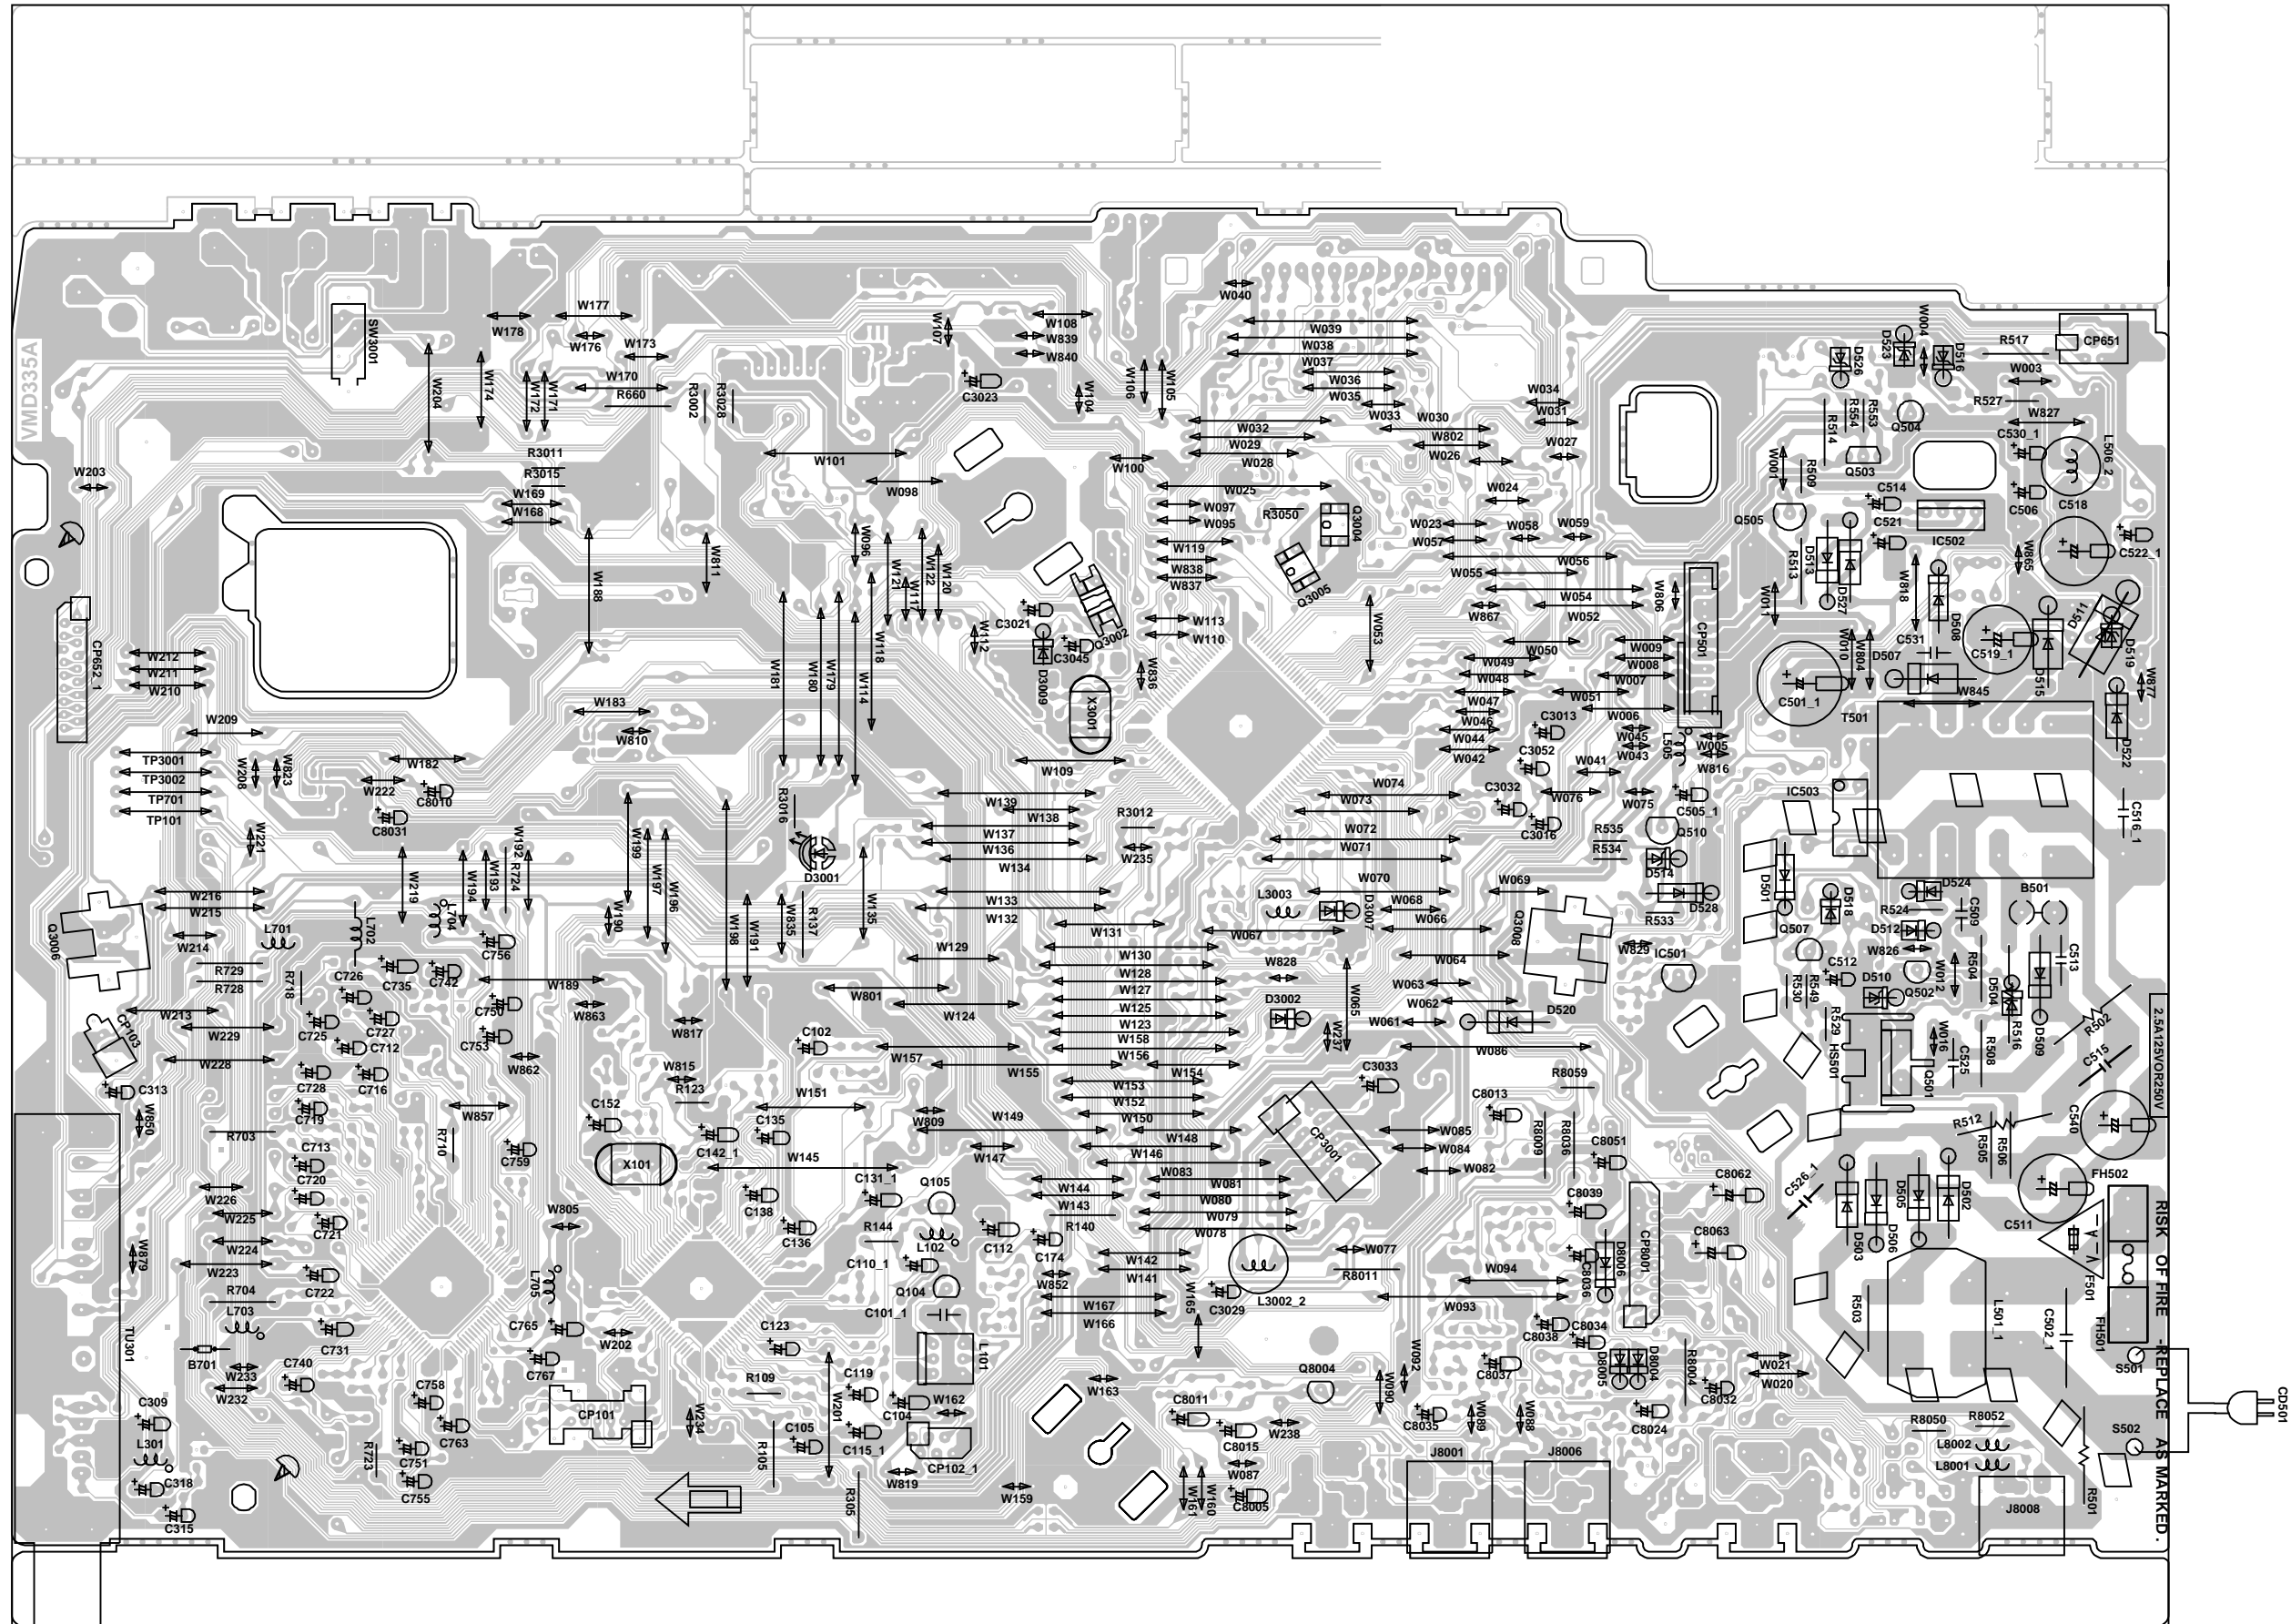 W040
W177
W178
W176
W173
W108
W839
W840
W107
W039
W038
W037
W036
W035
W033
W030
W034
W031
W027
W004
D523
D526
D516
R517
CP651
W003
SW3001
VMD335A
W204
W174
W172
W171
W170
R660
R3002
R3028
C3023
W104
W106
W105
R527
W827
R514
R554
R553
Q504
C530_1
L506_2
W032
W029
W028
W802
W026
W101
W100
R3011
R3015
W203
W169
W168
W098
W025
W097
W095
R3050
Q3004
W024
W023
W057
W058
W059
W001
R509
Q503
C514
Q505
C521
IC502
C506
C518
C522_1
W865
W188
W811
W096
W121
W117
W122
W120
W119
W838
W837
Q3005
W055
W056
W054
W052
W867
W806
CP501
W011
R513
D513
D527
W818
D508
D511
D519
W181
W180
W179
W114
W118
W112
C3021
C3045
Q3002
D3009
W113
W110
W053
W836
X3001
W050
W049
W048
W047
W046
W044
W042
W009
W008
W007
W051
W006
W045
W043
W005
W816
L505
W010
W804
D507
C531
C519_1
D515
W845
W877
C501_1
T501
D522
CP652_1
W212
W211
W210
W209
W183
W810
TP3001
TP3002
TP701
TP101
W208
W823
W182
W222
C8010
C8031
W109
W139
W138
W137
W136
W134
R3016
R3012
W235
D3001
C3013
C3052
W041
W074
W073
C3032
W076
W075
C505_1
C3016
W072
W071
R535
R534
Q510
D514
IC503
C516_1
W221
W192
R724
W193
W194
W219
W199
W197
W196
W216
W215
W214
L701
L702
L704
W190
W198
W191
W835
R137
W135
W133
W132
W131
L3003
D3007
W070
W068
W066
W069
R533
D528
D501
D518
D524
R524
C509
B501
Q3006
R729
R728
R718
C726
C735
C742
C756
W189
W129
W130
W128
W127
W125
W123
W158
W156
W067
W828
W064
W063
W062
W061
W065
W237
D3002
Q3008
W829
IC501
D520
Q507
D512
W826
C512
D510
Q502
W012
R504
D504
R516
D509
C513
R530
R549
R529
HS501
W016
C525
R508
Q501
R502
C515
2.5A125VOR250V
W213
W229
W228
CP103
C725
C727
C712
C750
C753
W863
W862
W817
W815
R123
W801
W124
C102
W157
W155
W154
W153
W152
W150
W086
C3033
R8059
C313
W850
C728
C716
C719
W857
C152
W151
C135
C142_1
W809
W149
W148
W147
W146
CP3001
W085
W084
W082
C8013
R8009
R8036
C8051
R512
R505
R506
C540
R703
C713
C720
R710
C759
X101
W145
C131_1
Q105
C138
C136
R144
L102
C112
C174
W144
W143
R140
W083
W081
W080
W079
W078
C8039
C8062
C8063
CP8001
D8006
C8036
C526_1
D503
D506
D505
D502
C511
FH502
W226
W225
W224
W223
C721
C722
W805
L705
W879
C110_1
Q104
C101_1
W852
W142
W141
W167
W166
W165
C3029
L3002_2
W077
R8011
W094
W093
R704
L703
C731
C765
W202
C123
L101
C8038
C8034
R503
L501_1
C502_1
F501
FH501
S501
RISK OF FIRE -REPLACE AS MARKED.
TU301
B701
W233
W232
C740
C758
C763
C767
CP101
W234
R109
W201
C119
C104
W162
W163
C8011
Q8004
W090
W092
C8037
D8005
D8004
R8004
C8032
W021
W020
CD501
C309
L301
C318
C315
R723
C751
C755
R105
C105
C115_1
CP102_1
W819
R305
W159
W161
W160
C8015
W087
C8005
W238
C8035
W089
W088
C8024
J8001
J8006
R8050
R8052
L8002
L8001
J8008
S502
R501